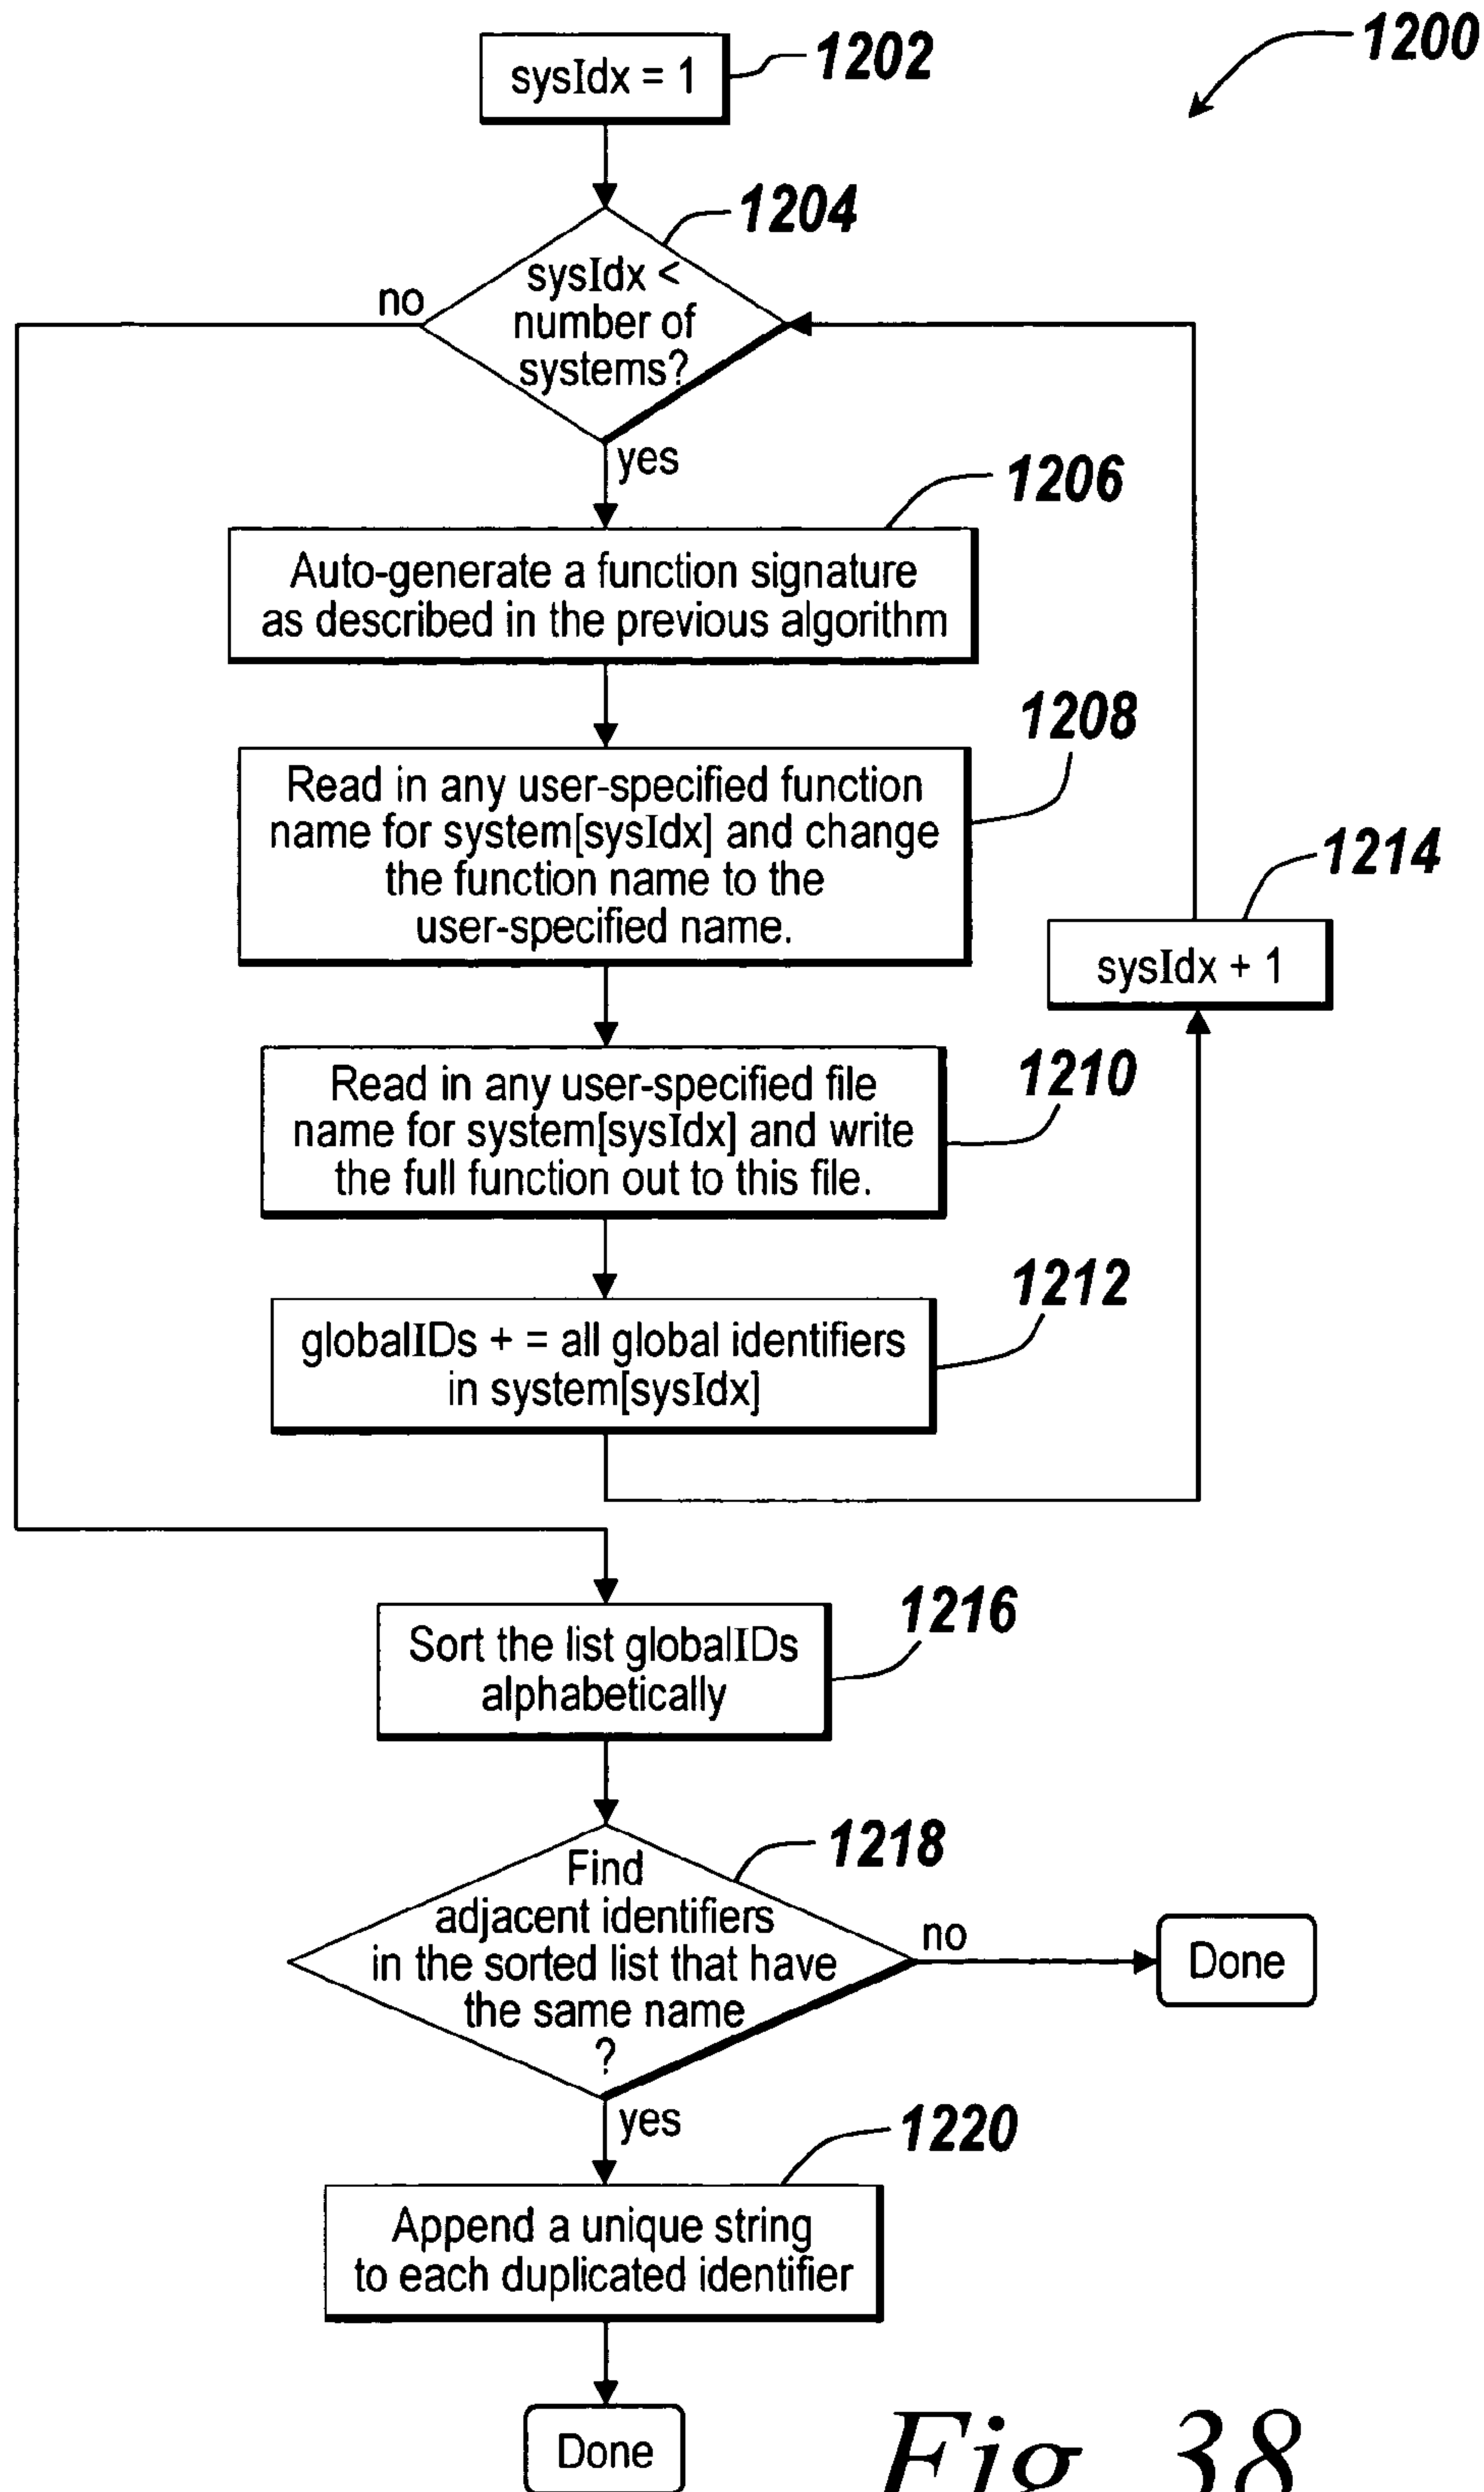 1200
sysIdx = 1
1202
1204
sysIdx <
number of
systems?
no
yes
1206
Auto-generate a function signature
as described in the previous algorithm
1208
Read in any user-specified function
name for system[sysIdx] and change
the function name to the
user-specified name.
1214
sysIdx + 1
1210
Read in any user-specified file
name for system[sysIdx] and write
the full function out to this file.
1212
globalIDs + = all global identifiers
in system[sysIdx]
1216
Sort the list globalIDs
alphabetically
1218
Find
adjacent identifiers
in the sorted list that have
the same name
?
no
Done
yes
1220
Append a unique string
to each duplicated identifier
Done
Fig. 38